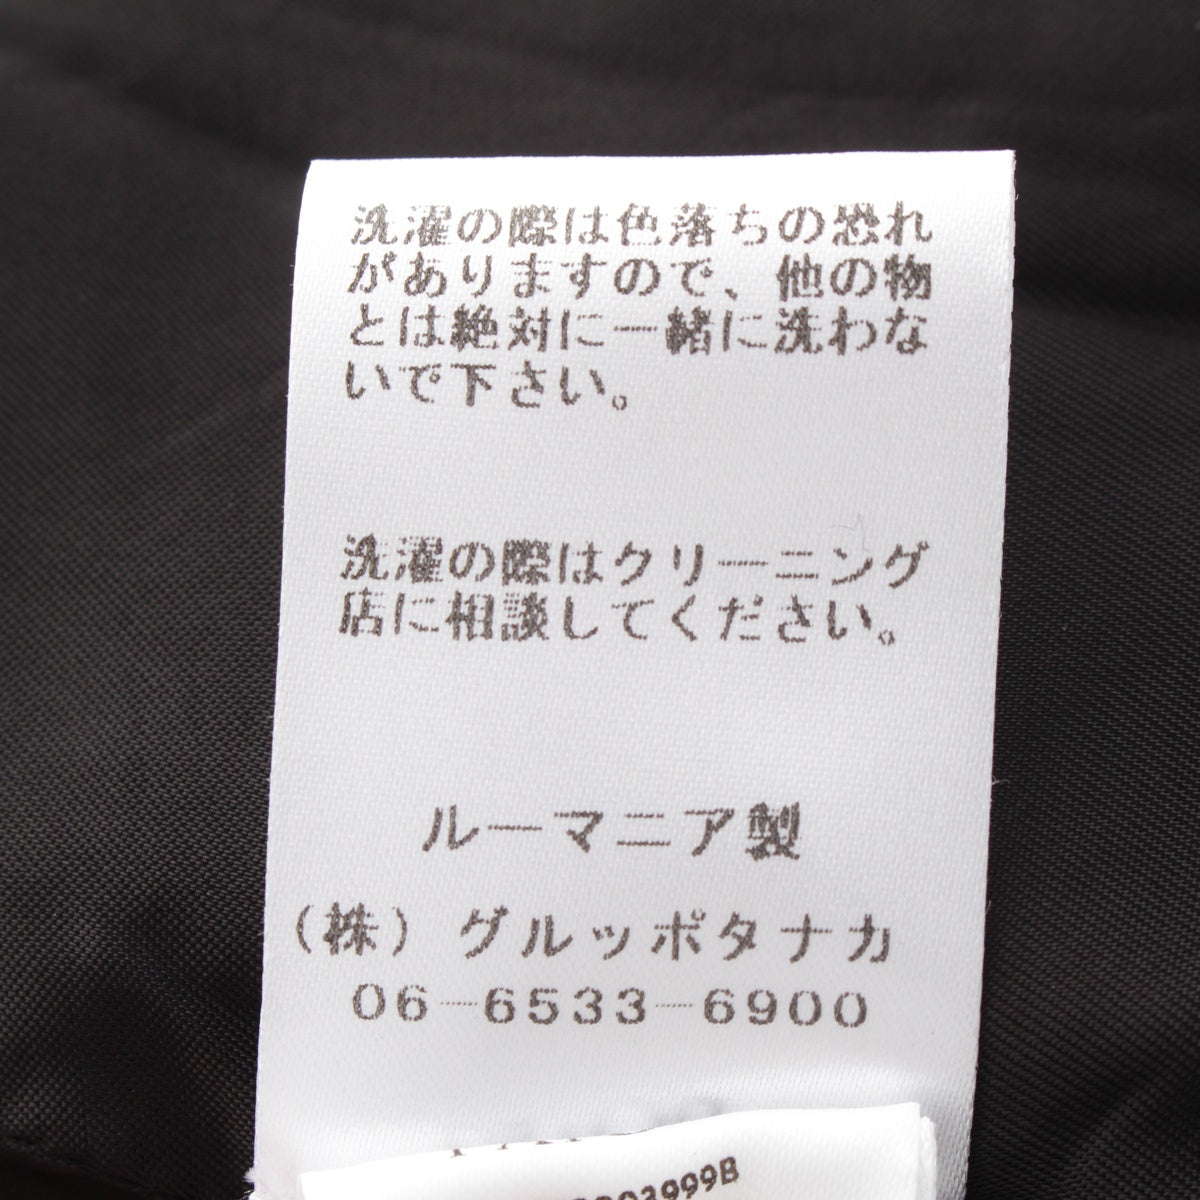 洗濯の際は色落ちの恐れ
がありますので、他の物
とは絶対に一緒に洗わな
いで下さい。
洗濯の際はクリーニング
店に相談してください。
ルーマニア製
（株）グルッポタナカ
06-6533-6900